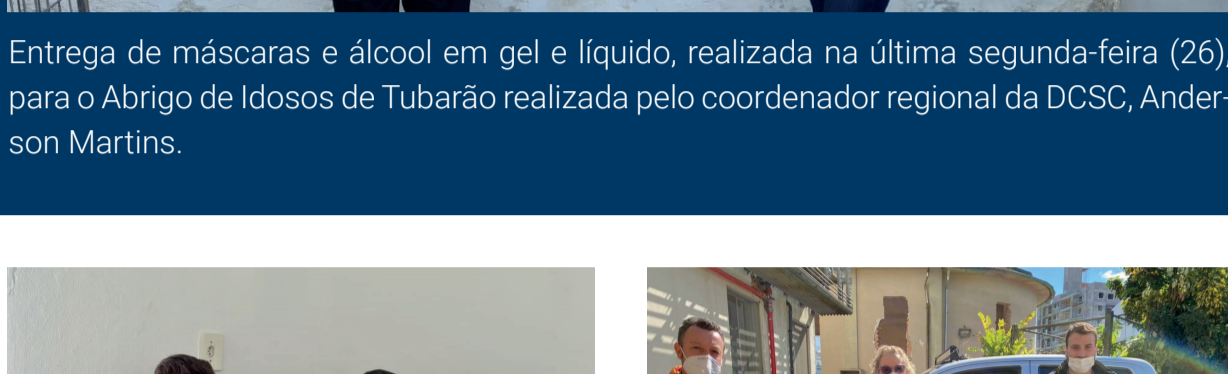 Entrega de máscaras e álcool em gel e líquido, realizada na última segunda-feira (26),
para o Abrigo de Idosos de Tubarão realizada pelo coordenador regional da DCSC, Ander-
son Martins.